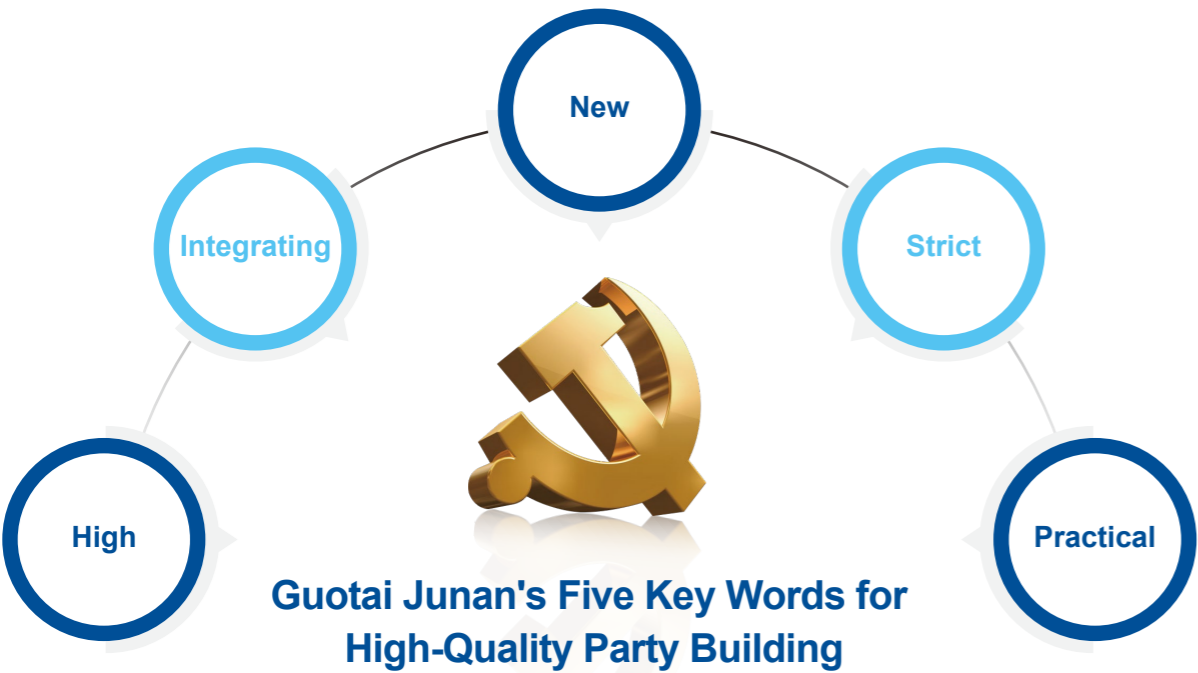 New
Integrating
Strict
High
Practical
Guotai Junan's Five Key Words for
High-Quality Party Building